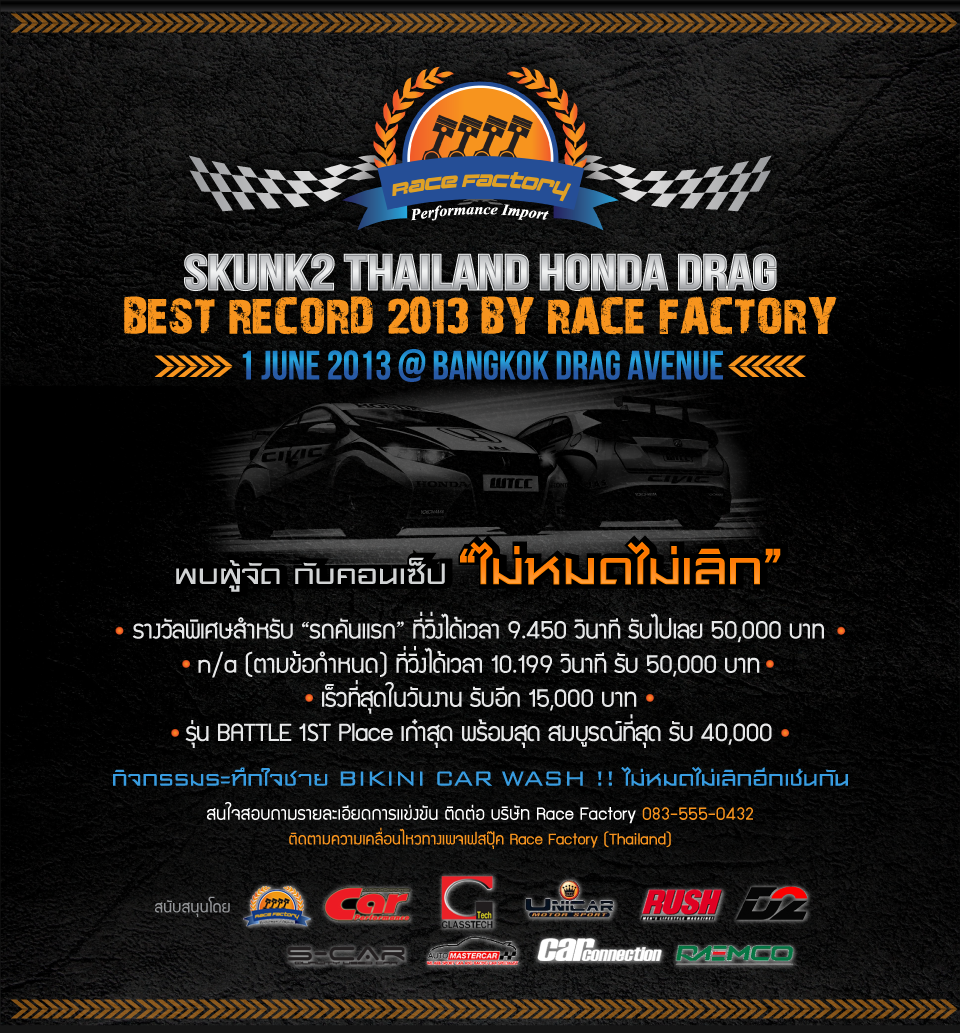 Race Factory
Performance Import
SKUNK2 THAILAND HONDA DRAG
BEST RECORD 2013 BY RACE FACTORY
1 JUNE 2013 @ BANGKOK DRAG AVENUE
HONDA
CIVIC
HONDA
WTCC
YOKOHAMA
CIVIC
พบผู้จัด กับคอนเซ็ป “ไม่หมดไม่เลิก”
• รางวัลพิเศษสำหรับ “รถคันแรก” ที่วิ่งได้เวลา 9.450 วินาที รับไปเลย 50,000 บาท •
• n/a (ตามข้อกำหนด) ที่วิ่งได้เวลา 10.199 วินาที รับ 50,000 บาท •
• เร็วที่สุดในวันงาน รับอีก 15,000 บาท •
• รุ่น BATTLE 1ST Place เก๋าสุด พร้อมสุด สมบูรณ์ที่สุด รับ 40,000 •
กิจกรรมระทึกใจชาย BIKINI CAR WASH !! ไม่หมดไม่เลิกอีกเช่นกัน
สนใจสอบถามรายละเอียดการแข่งขัน ติดต่อ บริษัท Race Factory 083-555-0432
ติดตามความเคลื่อนไหวทางเพจเฟสบุ๊ค Race Factory (Thailand)
สนับสนุนโดย
Race Factory
Car Performance
G Tech
GLASSTECH
UNICAR
MOTOR SPORT
RUSH
MEN'S LIFESTYLE MAGAZINE
D2
S-CAR
AUTO MASTERCAR
car connection
RAEMCO